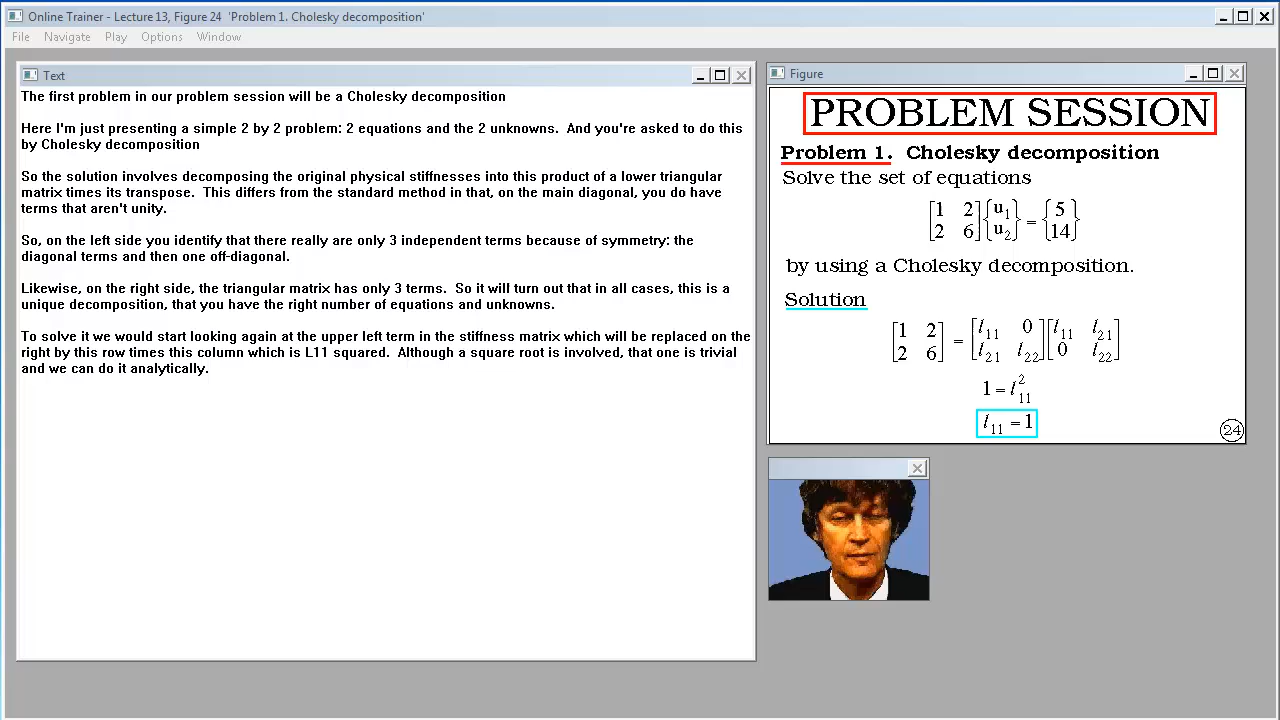 Online Trainer - Lecture 13, Figure 24 'Problem 1. Cholesky decomposition'
File Navigate Play Options Window
Text
The first problem in our problem session will be a Cholesky decomposition
Here I'm just presenting a simple 2 by 2 problem: 2 equations and the 2 unknowns. And you're asked to do this
by Cholesky decomposition
So the solution involves decomposing the original physical stiffnesses into this product of a lower triangular
matrix times its transpose. This differs from the standard method in that, on the main diagonal, you do have
terms that aren't unity.
So, on the left side you identify that there really are only 3 independent terms because of symmetry: the
diagonal terms and then one off-diagonal.
Likewise, on the right side, the triangular matrix has only 3 terms. So it will turn out that in all cases, this is a
unique decomposition, that you have the right number of equations and unknowns.
To solve it we would start looking again at the upper left term in the stiffness matrix which will be replaced on the
right by this row times this column which is L11 squared. Although a square root is involved, that one is trivial
and we can do it analytically.
Figure
PROBLEM SESSION
Problem 1. Cholesky decomposition
Solve the set of equations
[1 2] {u1} = {5}
[2 6] {u2} {14}
by using a Cholesky decomposition.
Solution
[1 2] = [l11 0] [l11 l21]
[2 6] [l21 l22] [0 l22]
1 = l11²
l11 = 1
24